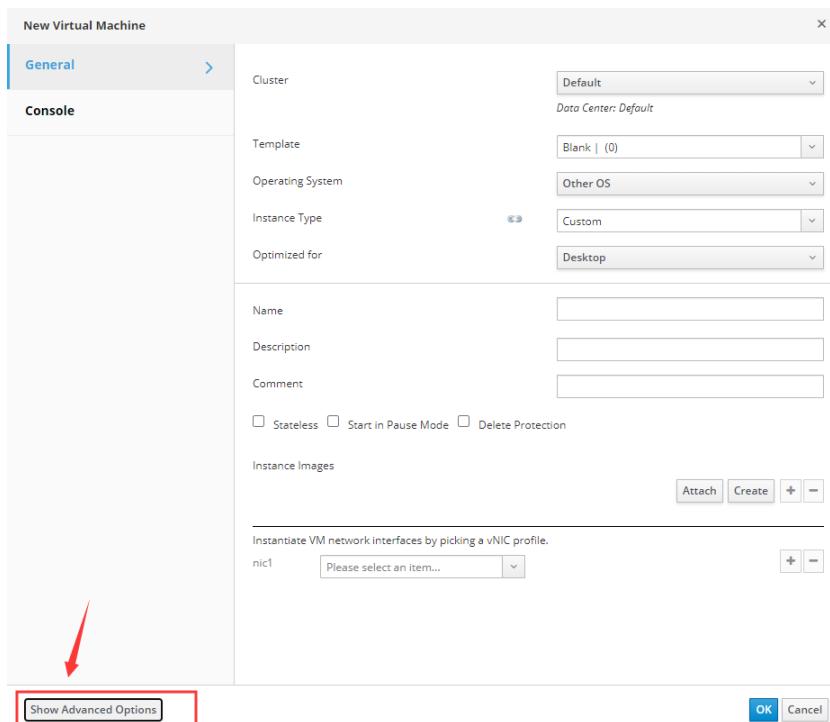 New Virtual Machine
General
Console
Cluster
Default
Data Center: Default
Template
Blank | (0)
Operating System
Other OS
Instance Type
Custom
Optimized for
Desktop
Name
Description
Comment
Stateless Start in Pause Mode Delete Protection
Instance Images
Attach Create + −
Instantiate VM network interfaces by picking a vNIC profile.
nic1 Please select an item... + −
Show Advanced Options OK Cancel